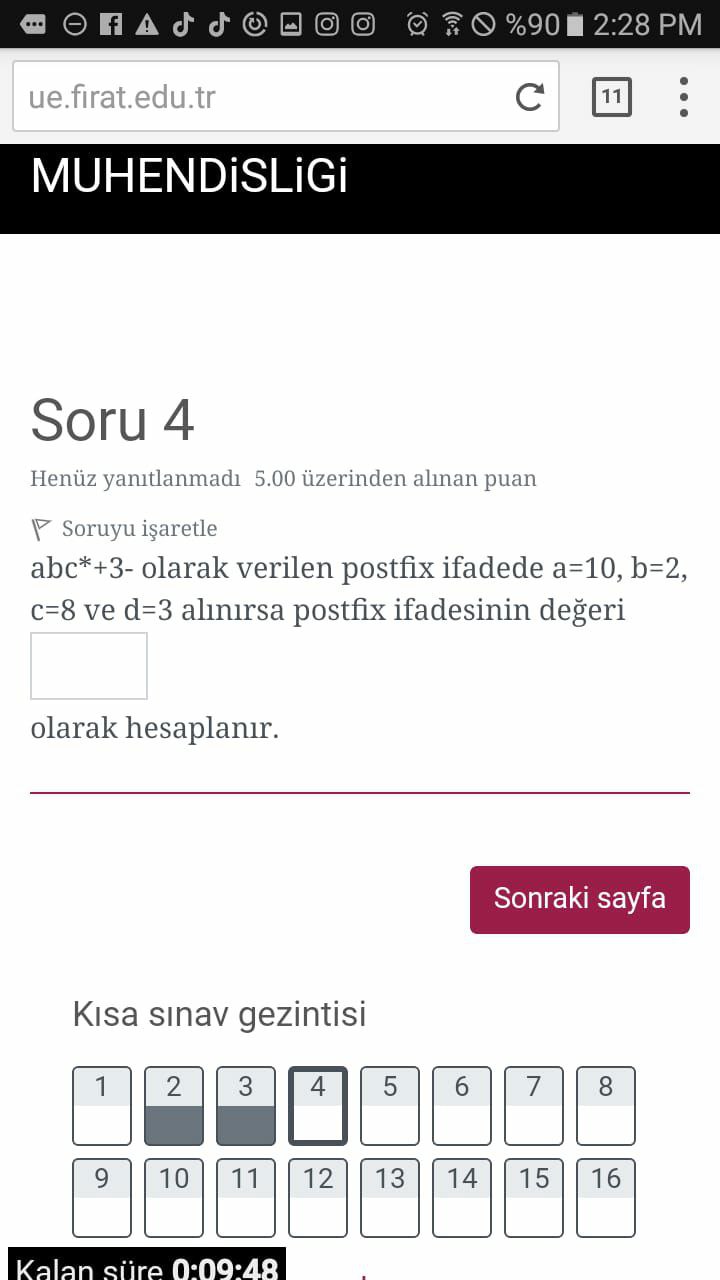 %90 2:28 PM
ue.firat.edu.tr
11
MUHENDiSLiGi
Soru 4
Henüz yanıtlanmadı 5.00 üzerinden alınan puan
Soruyu işaretle
abc*+3- olarak verilen postfix ifadede a=10, b=2,
c=8 ve d=3 alınırsa postfix ifadesinin değeri
olarak hesaplanır.
Sonraki sayfa
Kısa sınav gezintisi
1 2 3 4 5 6 7 8
9 10 11 12 13 14 15 16
Kalan süre 0:09:48